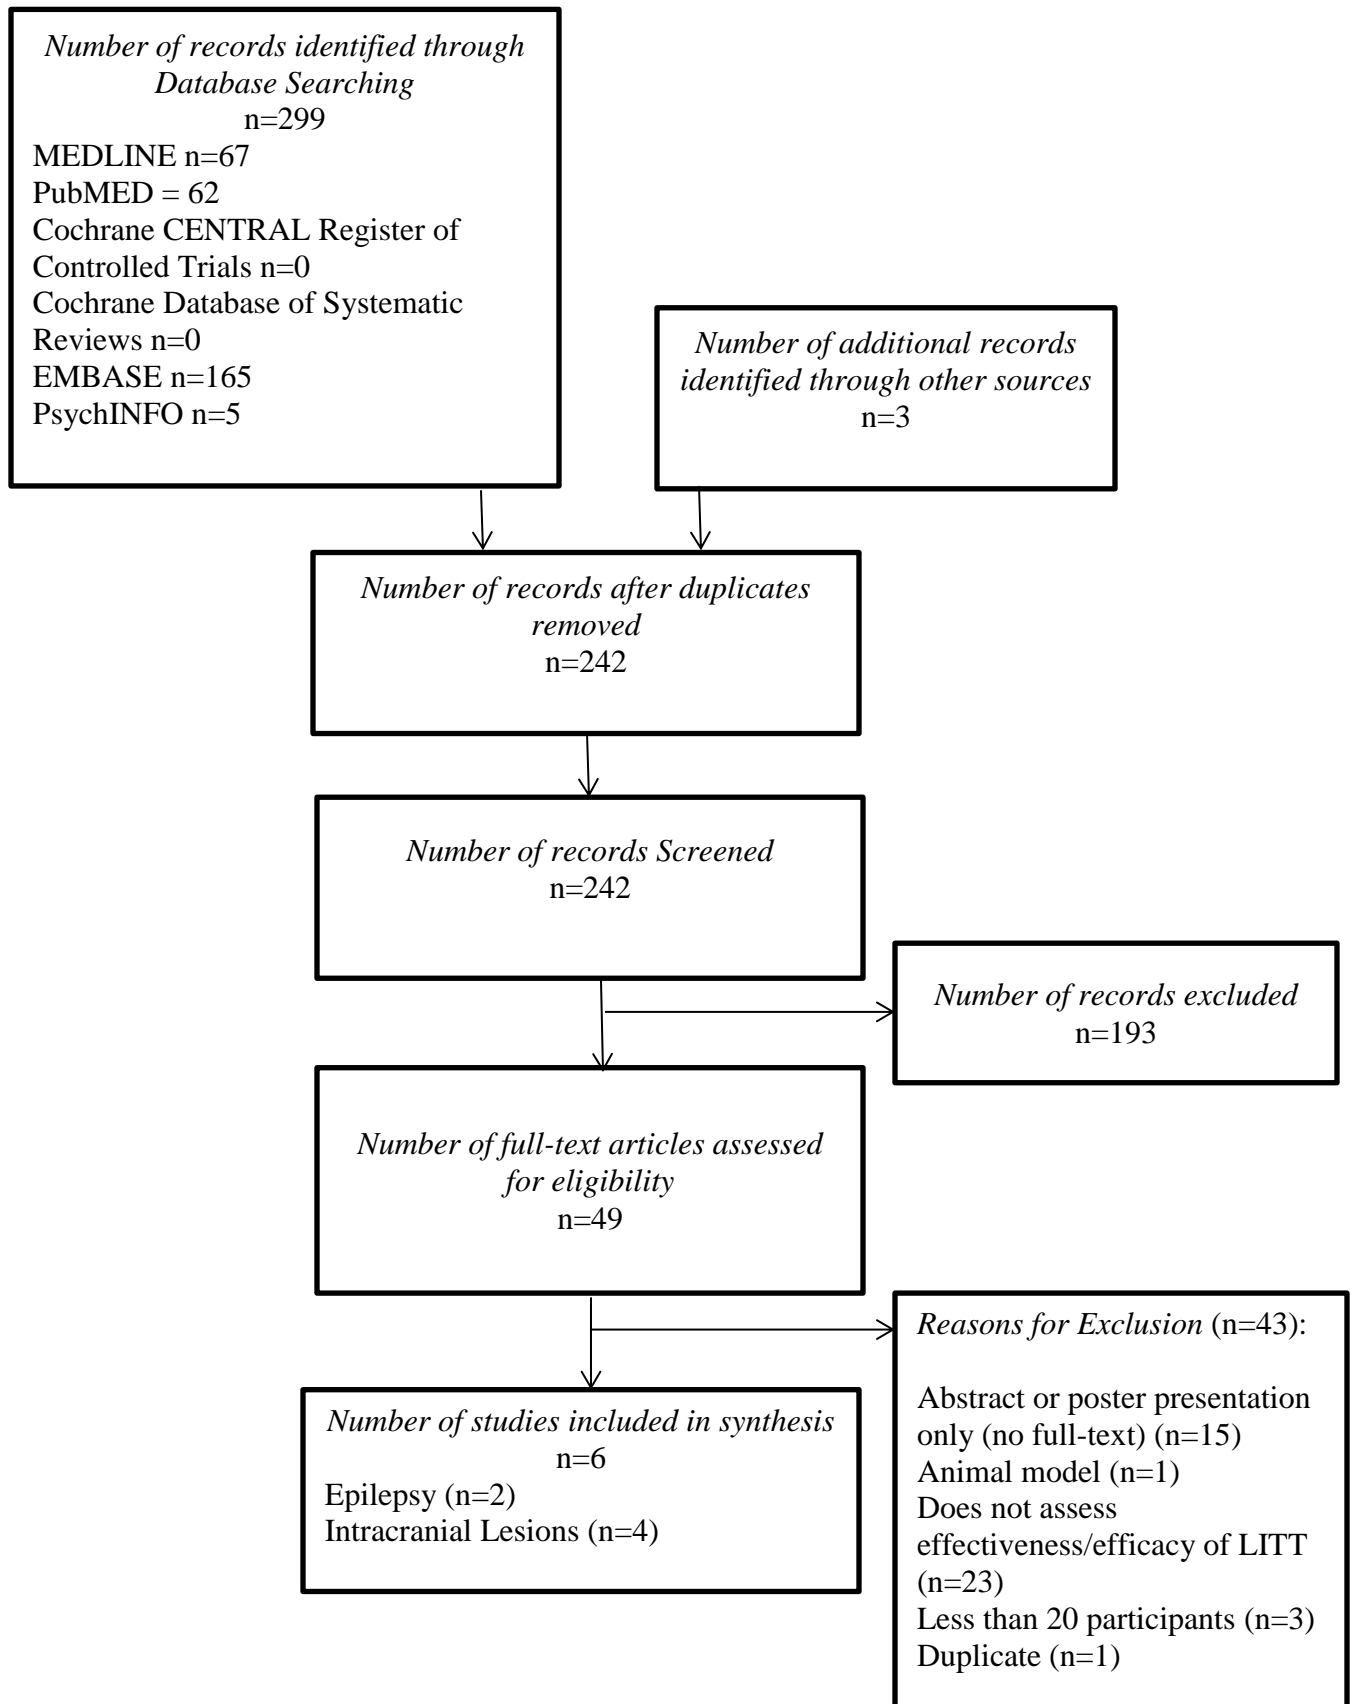 Number of records identified through
Database Searching
n=299
MEDLINE n=67
PubMED = 62
Cochrane CENTRAL Register of
Controlled Trials n=0
Cochrane Database of Systematic
Reviews n=0
EMBASE n=165
PsychINFO n=5
Number of additional records
identified through other sources
n=3
Number of records after duplicates
removed
n=242
Number of records Screened
n=242
Number of records excluded
n=193
Number of full-text articles assessed
for eligibility
n=49
Reasons for Exclusion (n=43):
Abstract or poster presentation
only (no full-text) (n=15)
Animal model (n=1)
Does not assess
effectiveness/efficacy of LITT
(n=23)
Less than 20 participants (n=3)
Duplicate (n=1)
Number of studies included in synthesis
n=6
Epilepsy (n=2)
Intracranial Lesions (n=4)